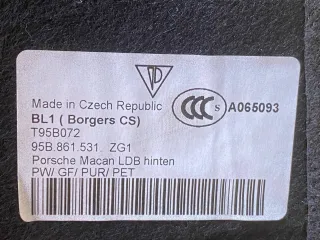 Made in Czech Republic
CCC S A065093
BL1 ( Borgers CS)
T95B072
95B.861.531. ZG1
Porsche Macan LDB hinten
PW/ GF/ PUR/ PET